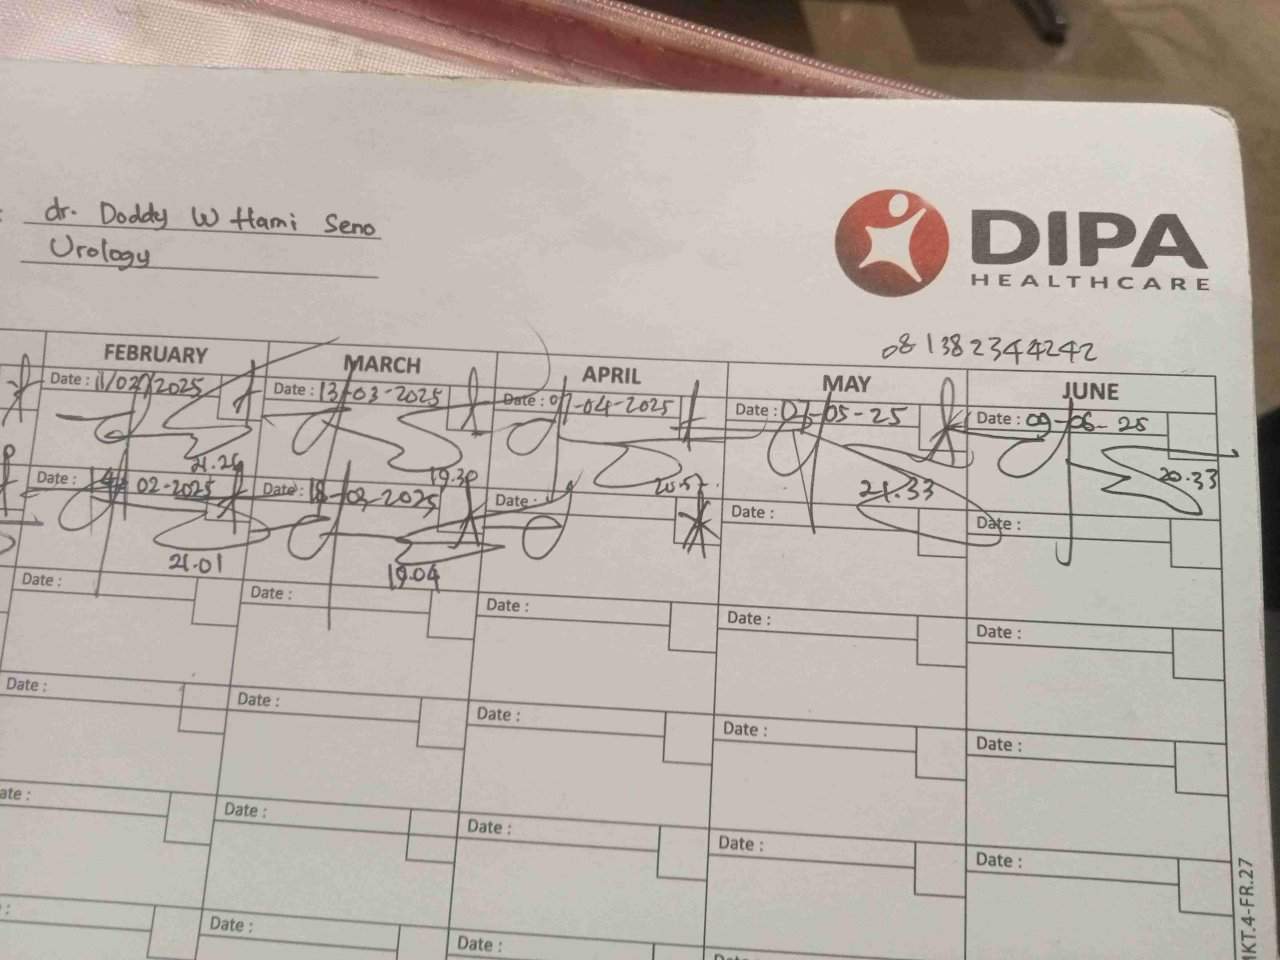 dr. Doddy W Hami Seno
Urology
DIPA
HEALTHCARE
081382344242
FEBRUARY MARCH APRIL MAY JUNE
Date : 11/02/2025 Date : 13-03-2025 Date : 07-04-2025 Date : 07-05-25 Date : 09-06-25
21.24 19.30 20.57 21.33 20.33
Date : 14-02-2025 Date : 18-03-2025 Date : Date : Date :
21.01 19.04
Date : Date : Date : Date : Date :
Date : Date : Date : Date : Date :
ate : Date : Date : Date : Date :
Date : Date :
MKT.4-FR.27